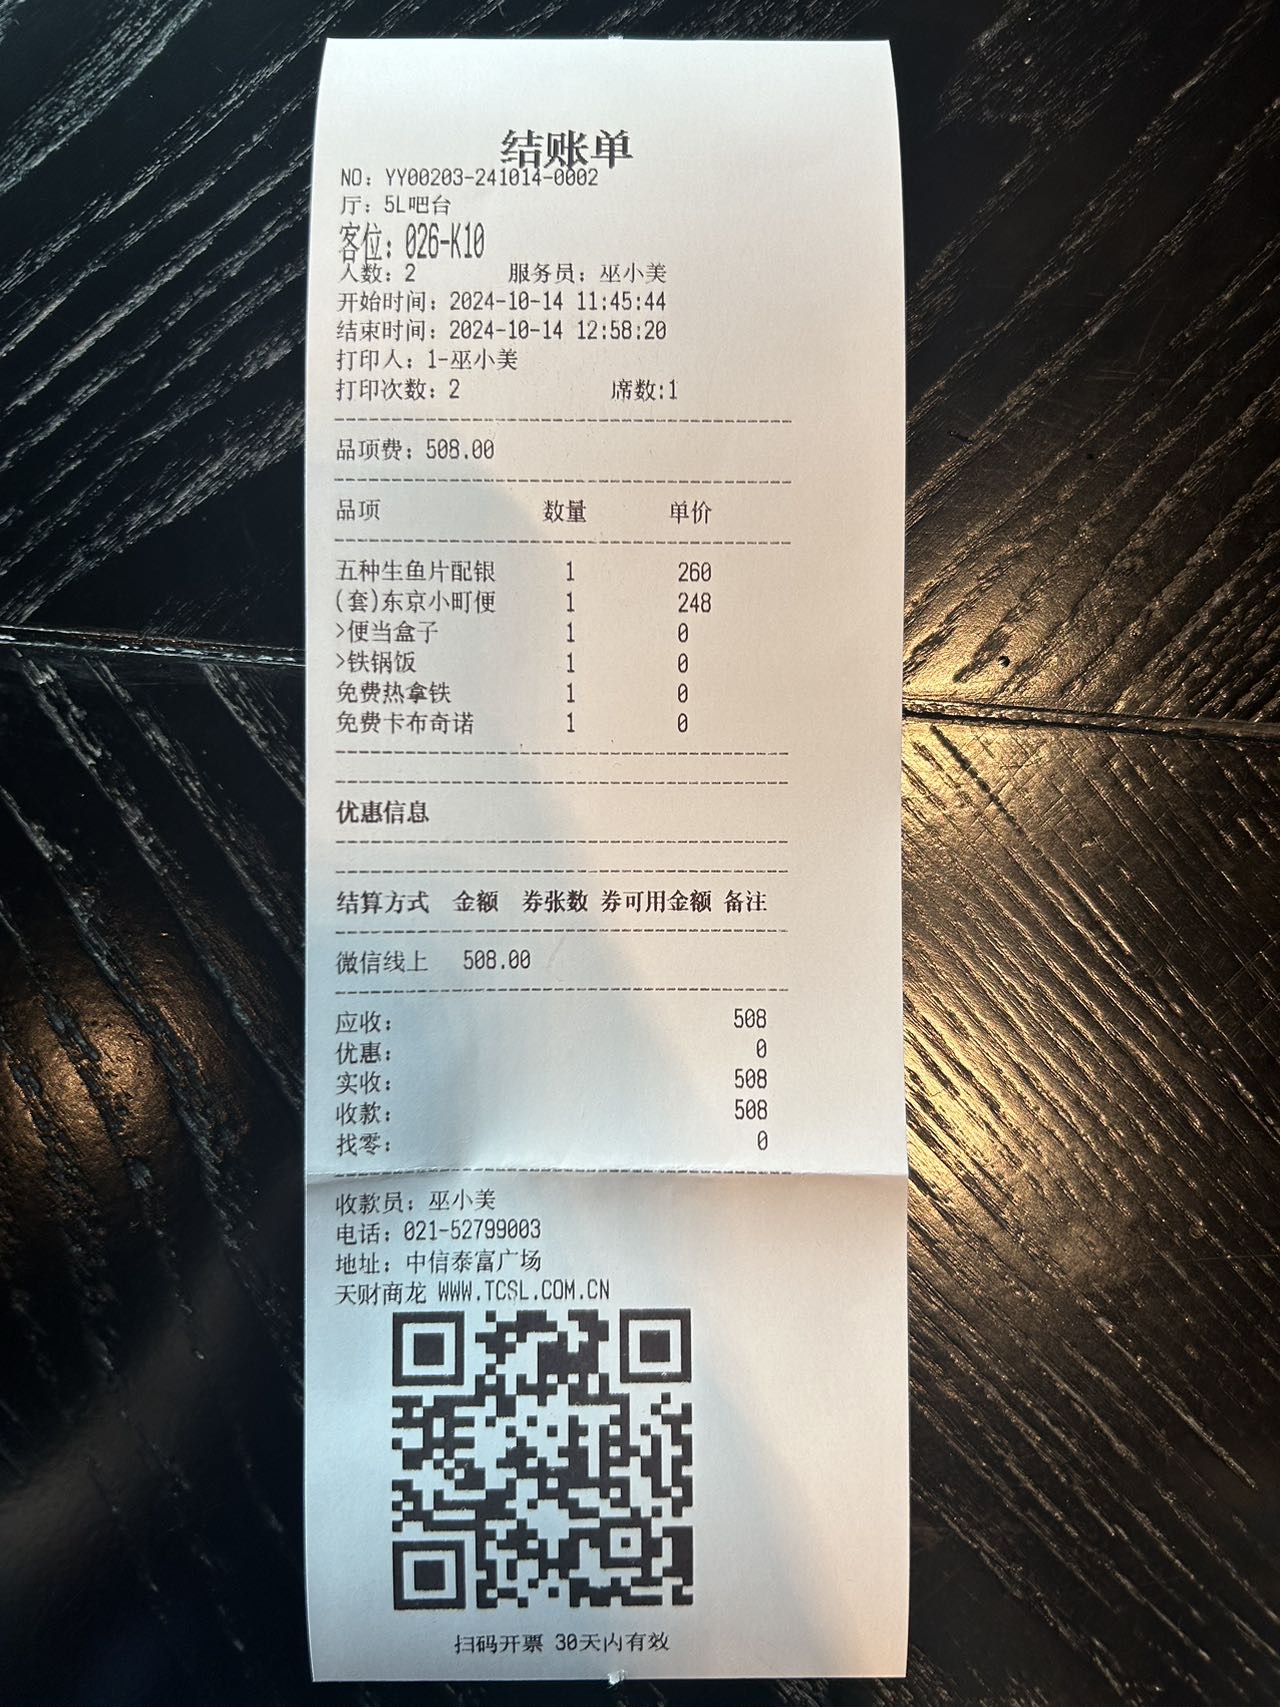 结账单
NO: YY00203-241014-0002
厅: 5L吧台
客位: 026-K10
人数: 2 服务员: 巫小美
开始时间: 2024-10-14 11:45:44
结束时间: 2024-10-14 12:58:20
打印人: 1-巫小美
打印次数: 2 席数:1
品项费: 508.00
品项 数量 单价
五种生鱼片配银 1 260
(套)东京小町便 1 248
>便当盒子 1 0
>铁锅饭 1 0
免费热拿铁 1 0
免费卡布奇诺 1 0
优惠信息
结算方式 金额 券张数 券可用金额 备注
微信线上 508.00
应收: 508
优惠: 0
实收: 508
收款: 508
找零: 0
收款员: 巫小美
电话: 021-52799003
地址: 中信泰富广场
天财商龙 WWW.TCSL.COM.CN
扫码开票 30天内有效